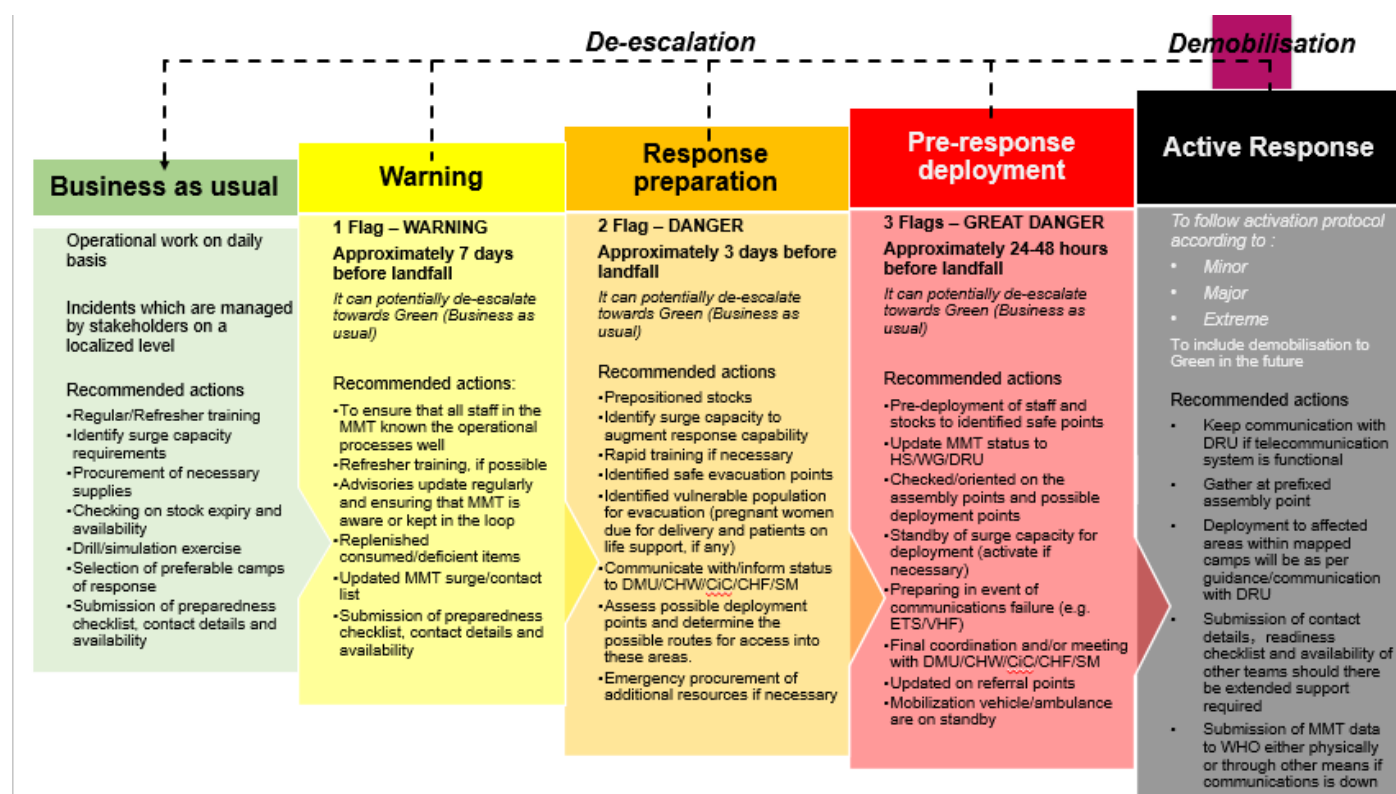 De-escalation
Demobilisation
Business as usual
Operational work on daily
basis
Incidents which are managed
by stakeholders on a
localized level
Recommended actions
•Regular/Refresher training
•Identify surge capacity
requirements
•Procurement of necessary
supplies
•Checking on stock expiry and
availability
•Drill/simulation exercise
•Selection of preferable camps
of response
•Submission of preparedness
checklist, contact details and
availability
Warning
1 Flag – WARNING
Approximately 7 days
before landfall
It can potentially de-escalate
towards Green (Business as
usual)
Recommended actions:
•To ensure that all staff in the
MMT known the operational
processes well
•Refresher training, if possible
•Advisories update regularly
and ensuring that MMT is
aware or kept in the loop
•Replenished
consumed/deficient items
•Updated MMT surge/contact
list
•Submission of preparedness
checklist, contact details and
availability
Response
preparation
2 Flag – DANGER
Approximately 3 days before
landfall
It can potentially de-escalate
towards Green (Business as
usual)
Recommended actions
•Prepositioned stocks
•Identify surge capacity to
augment response capability
•Rapid training if necessary
•Identified safe evacuation points
•Identified vulnerable population
for evacuation (pregnant women
due for delivery and patients on
life support, if any)
•Communicate with/inform status
to DMU/CHW/CiC/CHF/SM
•Assess possible deployment
points and determine the
possible routes for access into
these areas.
•Emergency procurement of
additional resources if necessary
Pre-response
deployment
3 Flags – GREAT DANGER
Approximately 24-48 hours
before landfall
It can potentially de-escalate
towards Green (Business as
usual)
Recommended actions
•Pre-deployment of staff and
stocks to identified safe points
•Update MMT status to
HS/WG/DRU
•Checked/oriented on the
assembly points and possible
deployment points
•Standby of surge capacity for
deployment (activate if
necessary)
•Preparing in event of
communications failure (e.g.
ETS/VHF)
•Final coordination and/or meeting
with DMU/CHW/CiC/CHF/SM
•Updated on referral points
•Mobilization vehicle/ambulance
are on standby
Active Response
To follow activation protocol
according to :
• Minor
• Major
• Extreme
To include demobilisation to
Green in the future
Recommended actions
• Keep communication with
DRU if telecommunication
system is functional
• Gather at prefixed
assembly point
• Deployment to affected
areas within mapped
camps will be as per
guidance/communication
with DRU
• Submission of contact
details, readiness
checklist and availability of
other teams should there
be extended support
required
• Submission of MMT data
to WHO either physically
or through other means if
communications is down